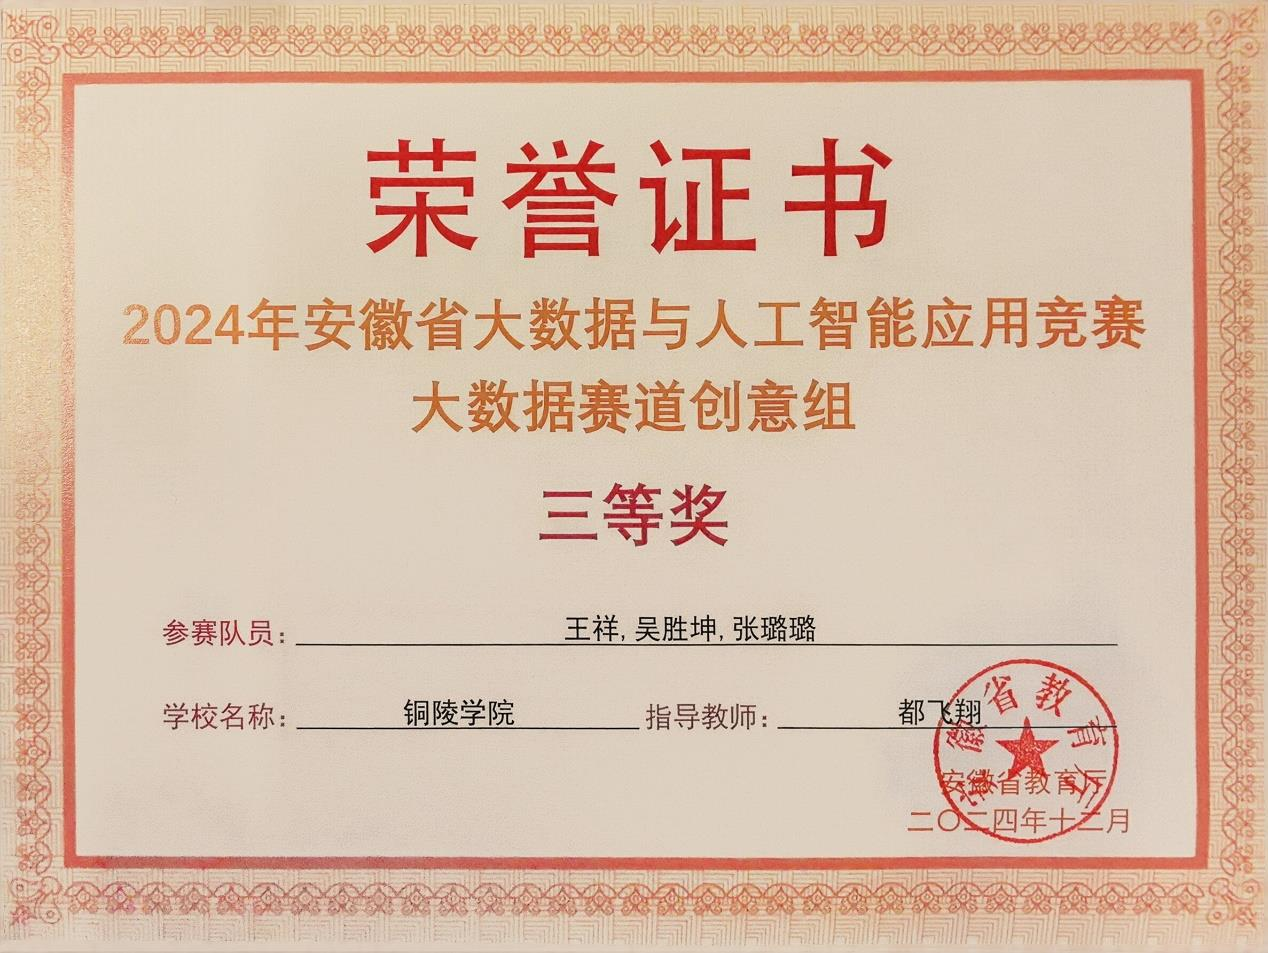 荣誉证书
2024年安徽省大数据与人工智能应用竞赛
大数据赛道创意组
三等奖
参赛队员：王祥,吴胜坤,张璐璐
学校名称：铜陵学院 指导教师：都飞翔
安徽省教育厅
安徽省教育厅
二〇二四年十二月